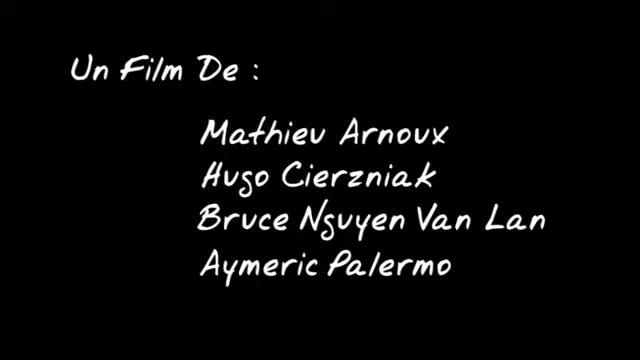 Un Film De :
Mathieu Arnoux
Hugo Cierzniak
Bruce Nguyen Van Lan
Aymeric Palermo